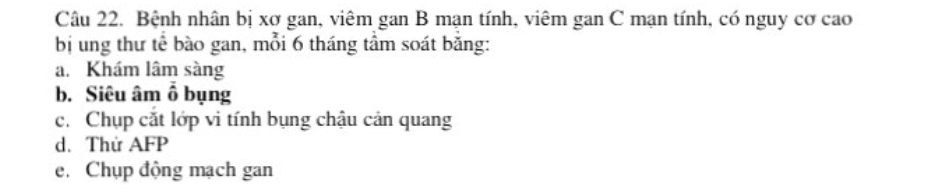 Câu 22. Bệnh nhân bị xơ gan, viêm gan B mạn tính, viêm gan C mạn tính, có nguy cơ cao
bị ung thư tế bào gan, mỗi 6 tháng tầm soát bằng:
a. Khám lâm sàng
b. Siêu âm ổ bụng
c. Chụp cắt lớp vi tính bụng chậu cản quang
d. Thử AFP
e. Chụp động mạch gan